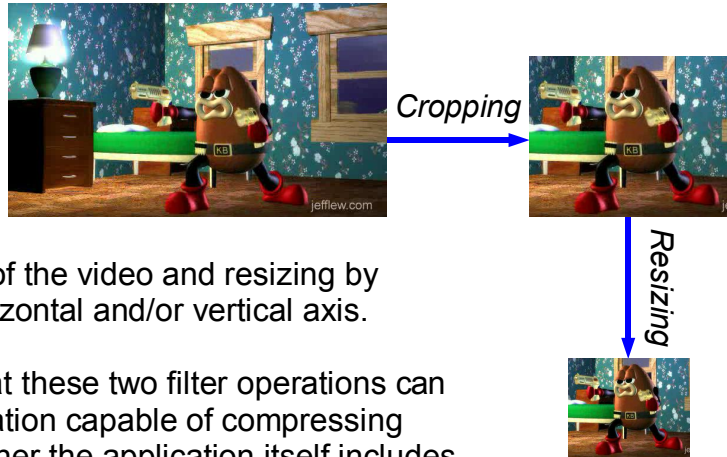 Cropping
KB
KB
jefflew.com
Resizing
of the video and resizing by
zontal and/or vertical axis.
at these two filter operations can
ation capable of compressing
her the application itself includes
KB